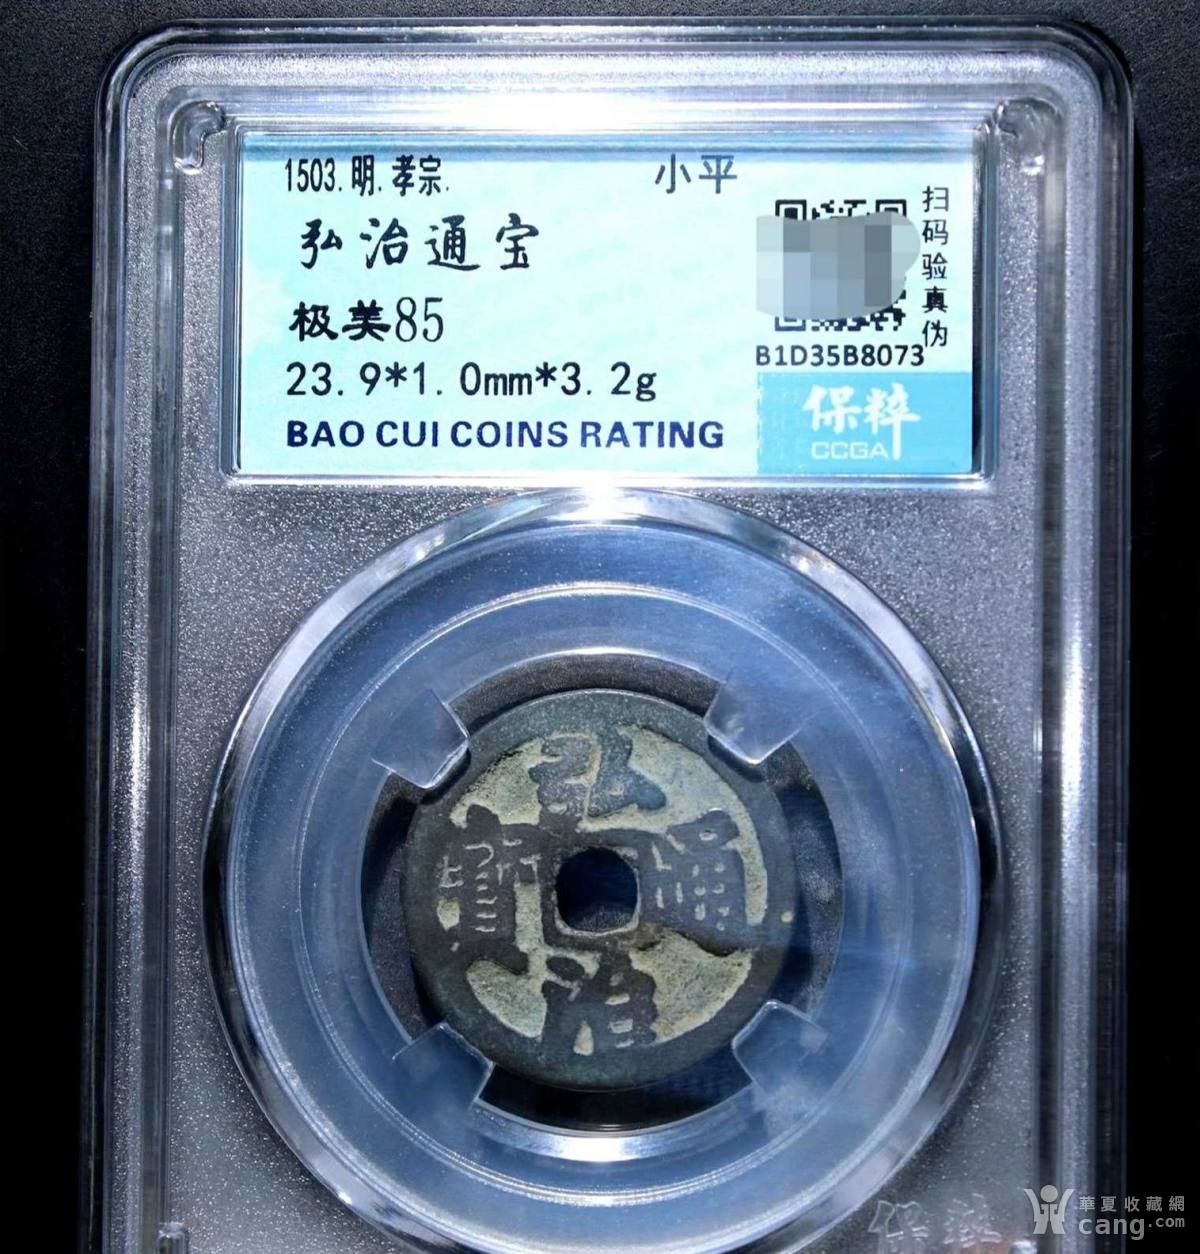 1503.明.孝宗.
小平
弘治通宝
极美85
23.9*1.0mm*3.2g
BAO CUI COINS RATING
扫码验真伪
B1D35B8073
保粹
CCGA
弘
寶 通
治
華夏收藏網
cang.com